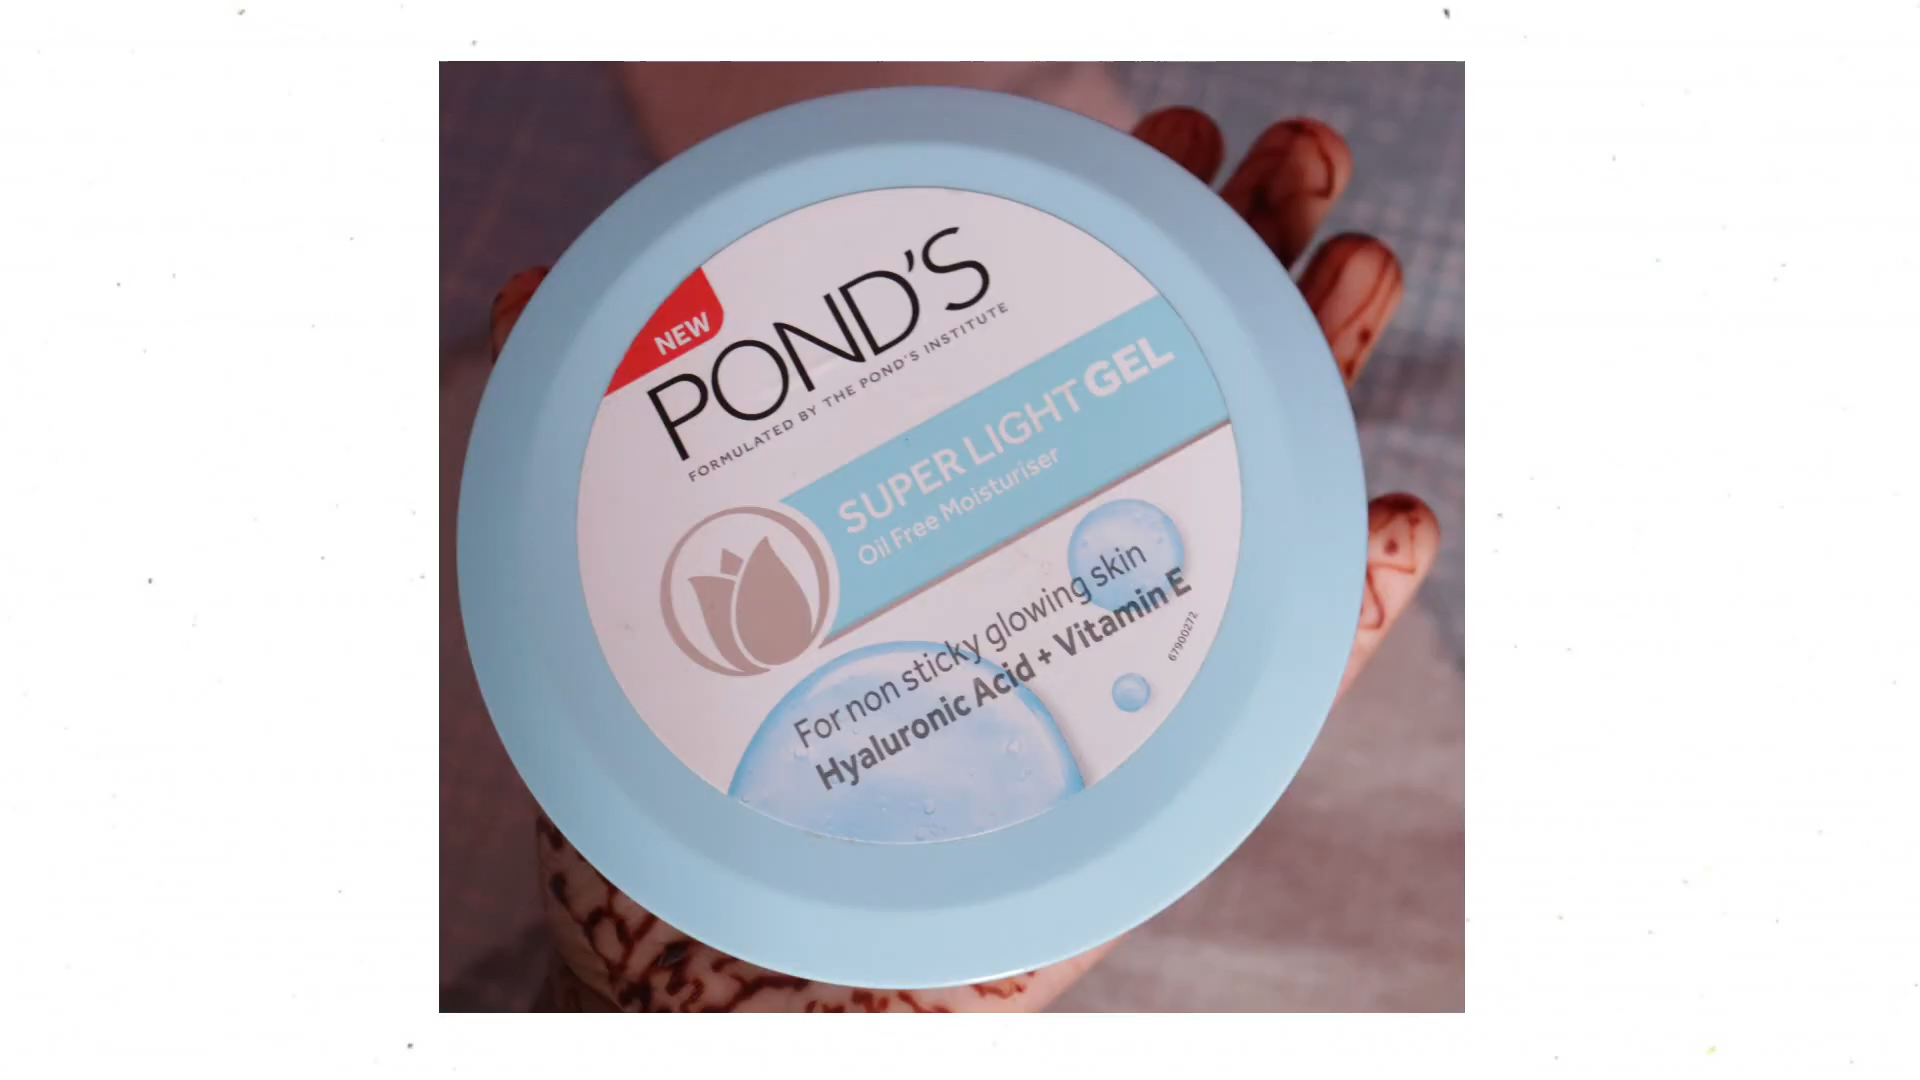 NEW
POND'S
FORMULATED BY THE POND'S INSTITUTE
SUPER LIGHT GEL
Oil Free Moisturiser
For non sticky glowing skin
Hyaluronic Acid + Vitamin E
67900272